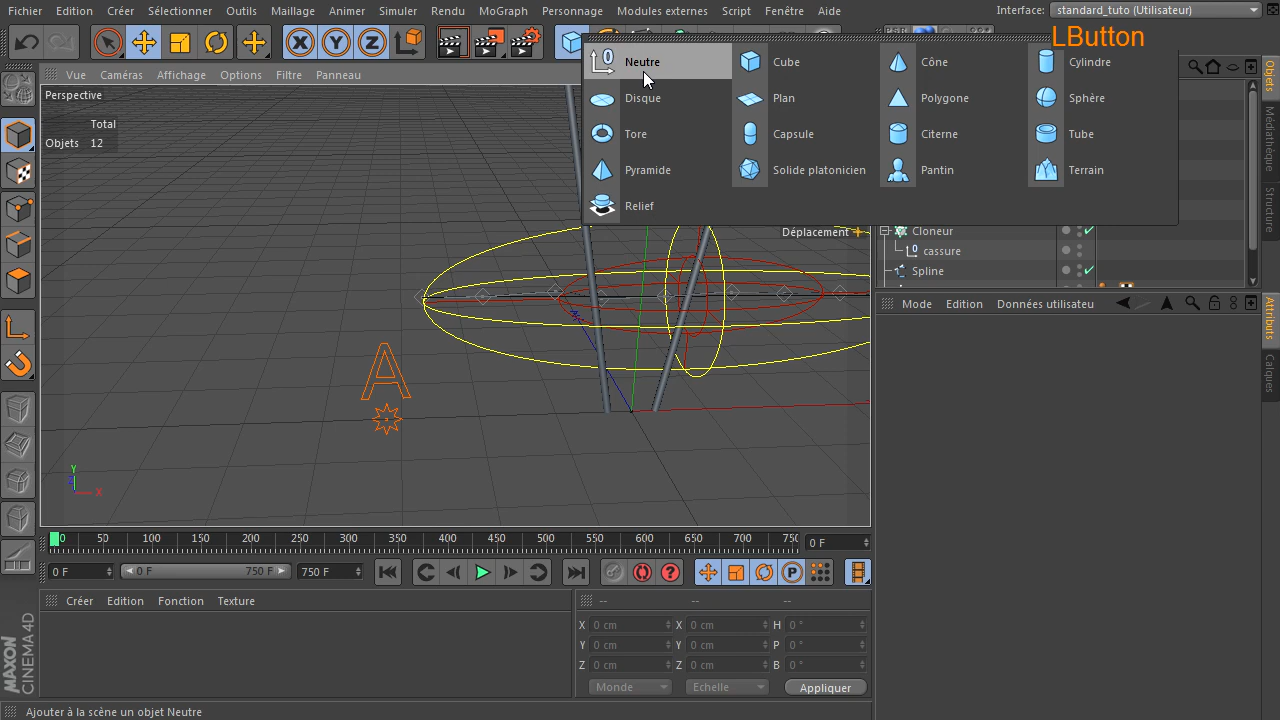 Fichier Edition Créer Sélectionner Outils Maillage Animer Simuler Rendu MoGraph Personnage Modules externes Script Fenêtre Aide Interface: standard_tuto (Utilisateur)
LButton
X Y Z
Neutre Cube Cône Cylindre
Disque Plan Polygone Sphère
Tore Capsule Citerne Tube
Pyramide Solide platonicien Pantin Terrain
Relief
Vue Caméras Affichage Options Filtre Panneau
Perspective
Total
Objets 12
Déplacement
Cloneur
cassure
Spline
Objets
Médiathèque
Structure
Mode Edition Données utilisateur
Attributs
Calques
A
Y
Z
X
0 50 100 150 200 250 300 350 400 450 500 550 600 650 700 750 0 F
0 F 0 F 750 F 750 F
P
Créer Edition Fonction Texture
-- -- --
X 0 cm X 0 cm H 0 °
Y 0 cm Y 0 cm P 0 °
Z 0 cm Z 0 cm B 0 °
Monde Echelle Appliquer
MAXON
CINEMA 4D
Ajouter à la scène un objet Neutre